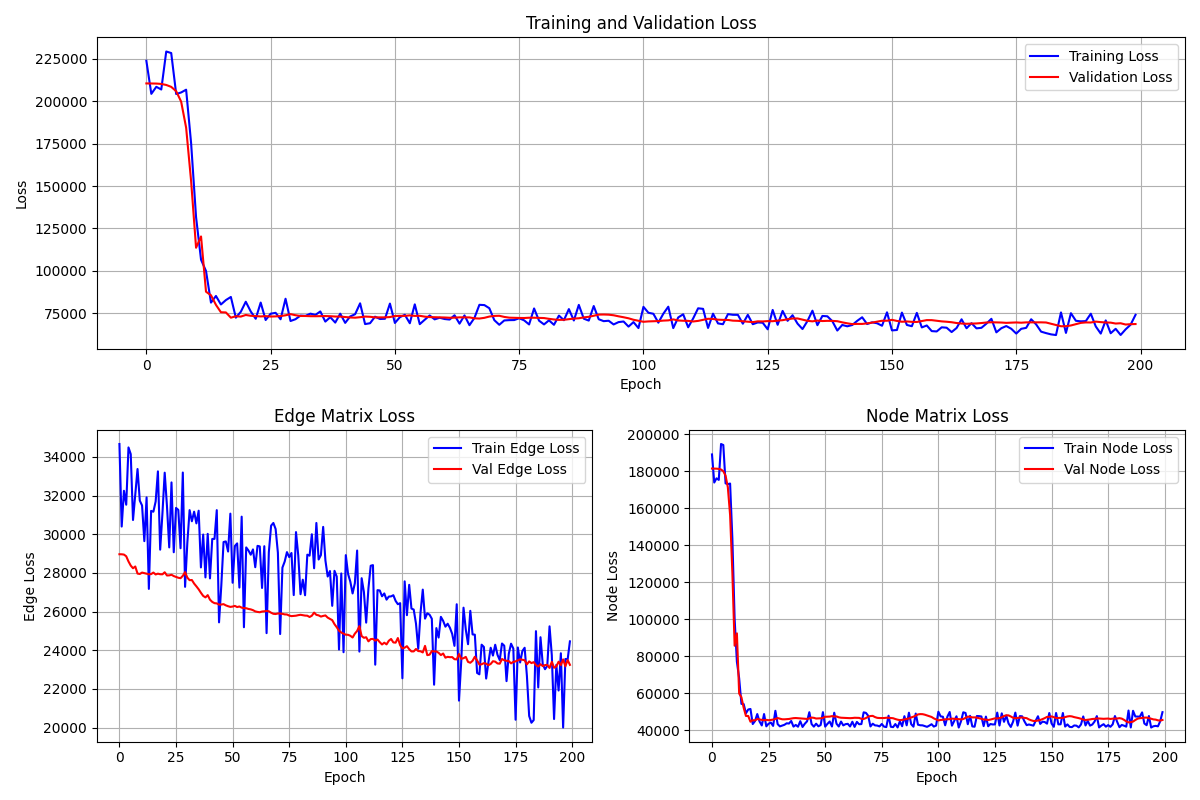 Training and Validation Loss
225000
200000
175000
150000
125000
100000
75000
Loss
Training Loss
Validation Loss
0 25 50 75 100 125 150 175 200
Epoch
Edge Matrix Loss
34000
32000
30000
28000
26000
24000
22000
20000
Edge Loss
Train Edge Loss
Val Edge Loss
0 25 50 75 100 125 150 175 200
Epoch
Node Matrix Loss
200000
180000
160000
140000
120000
100000
80000
60000
40000
Node Loss
Train Node Loss
Val Node Loss
0 25 50 75 100 125 150 175 200
Epoch